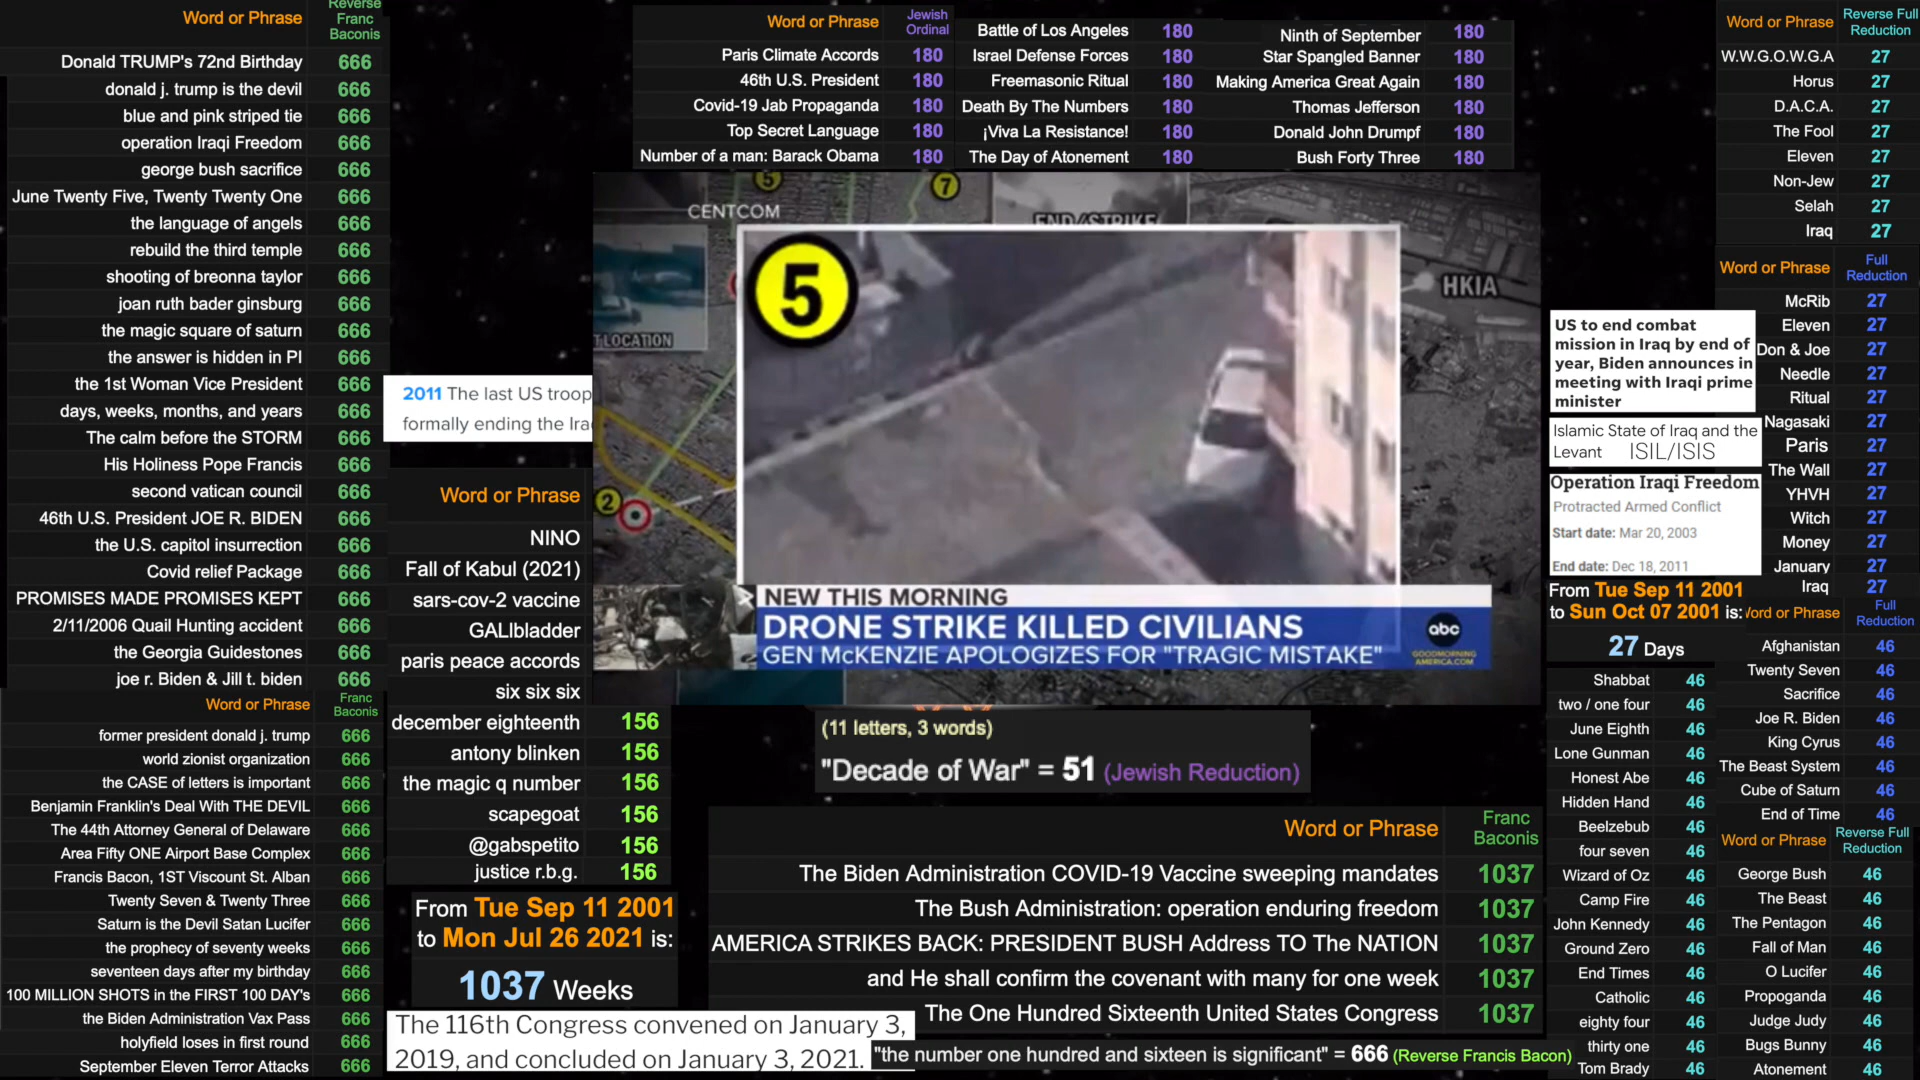 Word or Phrase Reverse Franc Baconis
Donald TRUMP's 72nd Birthday 666
donald j. trump is the devil 666
blue and pink striped tie 666
operation Iraqi Freedom 666
george bush sacrifice 666
June Twenty Five, Twenty Twenty One 666
the language of angels 666
rebuild the third temple 666
shooting of breonna taylor 666
joan ruth bader ginsburg 666
the magic square of saturn 666
the answer is hidden in PI 666
the 1st Woman Vice President 666
days, weeks, months, and years 666
The calm before the STORM 666
His Holiness Pope Francis 666
second vatican council 666
46th U.S. President JOE R. BIDEN 666
the U.S. capitol insurrection 666
Covid relief Package 666
PROMISES MADE PROMISES KEPT 666
2/11/2006 Quail Hunting accident 666
the Georgia Guidestones 666
joe r. Biden & Jill t. biden 666
Word or Phrase Franc Baconis
former president donald j. trump 666
world zionist organization 666
the CASE of letters is important 666
Benjamin Franklin's Deal With THE DEVIL 666
The 44th Attorney General of Delaware 666
Area Fifty ONE Airport Base Complex 666
Francis Bacon, 1ST Viscount St. Alban 666
Twenty Seven & Twenty Three 666
Saturn is the Devil Satan Lucifer 666
the prophecy of seventy weeks 666
seventeen days after my birthday 666
100 MILLION SHOTS in the FIRST 100 DAY's 666
the Biden Administration Vax Pass 666
holyfield loses in first round 666
September Eleven Terror Attacks 666
2011 The last US troop
formally ending the Ira
Word or Phrase
NINO
Fall of Kabul (2021)
sars-cov-2 vaccine
GALlbladder
paris peace accords
six six six
december eighteenth 156
antony blinken 156
the magic q number 156
scapegoat 156
@gabspetito 156
justice r.b.g. 156
From Tue Sep 11 2001
to Mon Jul 26 2021 is:
1037 Weeks
The 116th Congress convened on January 3,
2019, and concluded on January 3, 2021.
Word or Phrase Jewish Ordinal
Paris Climate Accords 180
46th U.S. President 180
Covid-19 Jab Propaganda 180
Top Secret Language 180
Number of a man: Barack Obama 180
Battle of Los Angeles 180
Israel Defense Forces 180
Freemasonic Ritual 180
Death By The Numbers 180
¡Viva La Resistance! 180
The Day of Atonement 180
Ninth of September 180
Star Spangled Banner 180
Making America Great Again 180
Thomas Jefferson 180
Donald John Drumpf 180
Bush Forty Three 180
5
7
CENTCOM
END/STRIKE
5
HKIA
T LOCATION
2
NEW THIS MORNING
DRONE STRIKE KILLED CIVILIANS
GEN McKENZIE APOLOGIZES FOR "TRAGIC MISTAKE"
abc
GOODMORNING
AMERICA.COM
(11 letters, 3 words)
"Decade of War" = 51 (Jewish Reduction)
Word or Phrase Franc Baconis
The Biden Administration COVID-19 Vaccine sweeping mandates 1037
The Bush Administration: operation enduring freedom 1037
AMERICA STRIKES BACK: PRESIDENT BUSH Address TO The NATION 1037
and He shall confirm the covenant with many for one week 1037
The One Hundred Sixteenth United States Congress 1037
"the number one hundred and sixteen is significant" = 666 (Reverse Francis Bacon)
Word or Phrase Reverse Full Reduction
W.W.G.O.W.G.A 27
Horus 27
D.A.C.A. 27
The Fool 27
Eleven 27
Non-Jew 27
Selah 27
Iraq 27
Word or Phrase Full Reduction
McRib 27
Eleven 27
Don & Joe 27
Needle 27
Ritual 27
Nagasaki 27
Paris 27
The Wall 27
YHVH 27
Witch 27
Money 27
January 27
Iraq 27
US to end combat
mission in Iraq by end of
year, Biden announces in
meeting with Iraqi prime
minister
Islamic State of Iraq and the
Levant ISIL/ISIS
Operation Iraqi Freedom
Protracted Armed Conflict
Start date: Mar 20, 2003
End date: Dec 18, 2011
From Tue Sep 11 2001
to Sun Oct 07 2001 is:
27 Days
Shabbat 46
two / one four 46
June Eighth 46
Lone Gunman 46
Honest Abe 46
Hidden Hand 46
Beelzebub 46
four seven 46
Wizard of Oz 46
Camp Fire 46
John Kennedy 46
Ground Zero 46
End Times 46
Catholic 46
eighty four 46
thirty one 46
Tom Brady 46
Word or Phrase Full Reduction
Afghanistan 46
Twenty Seven 46
Sacrifice 46
Joe R. Biden 46
King Cyrus 46
The Beast System 46
Cube of Saturn 46
End of Time 46
Word or Phrase Reverse Full Reduction
George Bush 46
The Beast 46
The Pentagon 46
Fall of Man 46
O Lucifer 46
Propoganda 46
Judge Judy 46
Bugs Bunny 46
Atonement 46